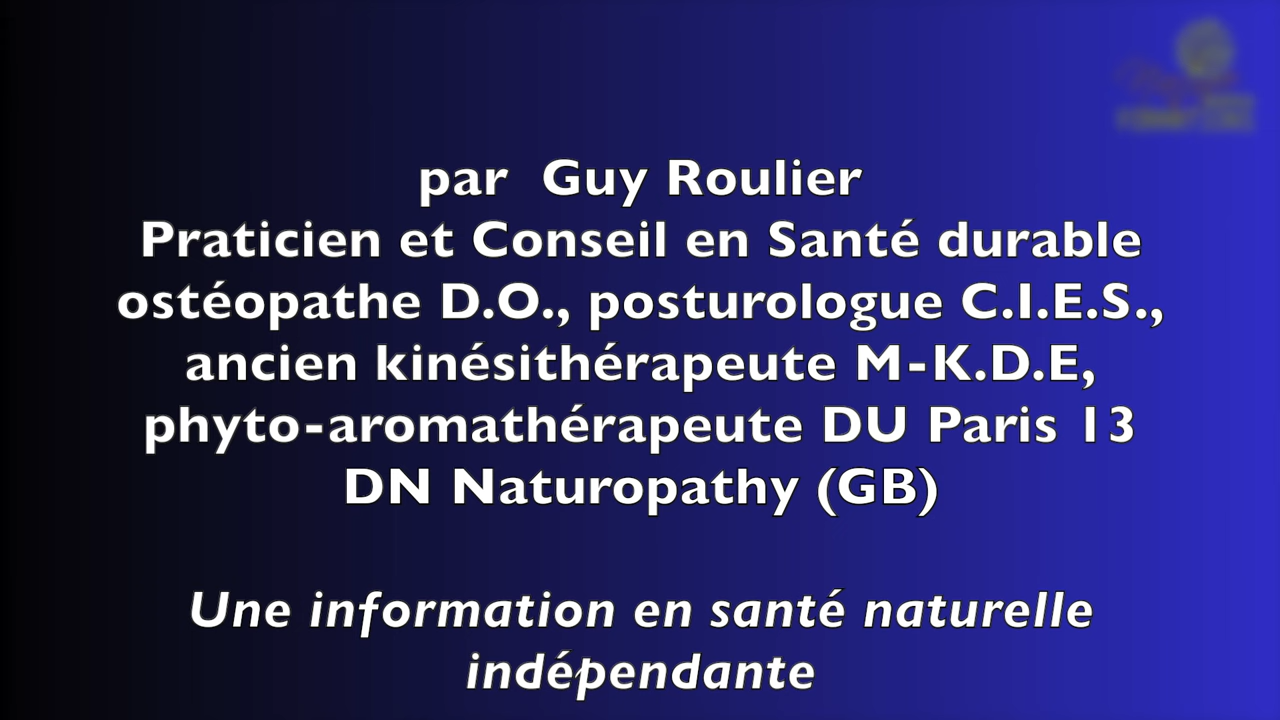 par  Guy Roulier
Praticien et Conseil en Santé durable
ostéopathe D.O., posturologue C.I.E.S.,
ancien kinésithérapeute M-K.D.E,
phyto-aromathérapeute DU Paris 13
DN Naturopathy (GB)
Une information en santé naturelle
indépendante